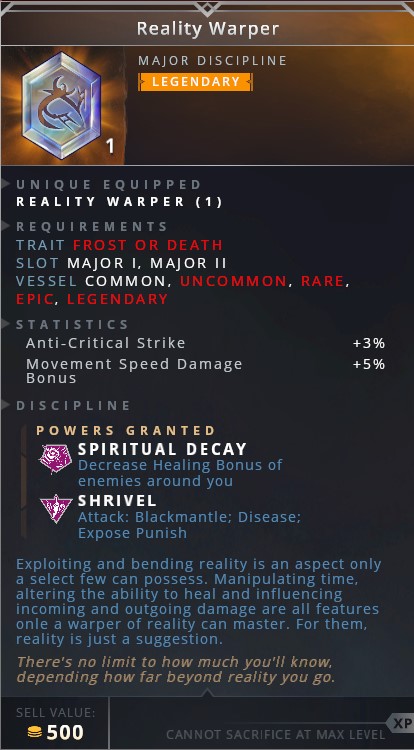 Reality Warper
MAJOR DISCIPLINE
LEGENDARY
1
UNIQUE EQUIPPED
REALITY WARPER (1)
REQUIREMENTS
TRAIT FROST OR DEATH
SLOT MAJOR I, MAJOR II
VESSEL COMMON, UNCOMMON, RARE,
EPIC, LEGENDARY
STATISTICS
Anti-Critical Strike +3%
Movement Speed Damage +5%
Bonus
DISCIPLINE
POWERS GRANTED
SPIRITUAL DECAY
Decrease Healing Bonus of
enemies around you
SHRIVEL
Attack: Blackmantle; Disease;
Expose Punish
Exploiting and bending reality is an aspect only
a select few can possess. Manipulating time,
altering the ability to heal and influencing
incoming and outgoing damage are all features
onle a warper of reality can master. For them,
reality is just a suggestion.
There's no limit to how much you'll know,
depending how far beyond reality you go.
SELL VALUE:
500
CANNOT SACRIFICE AT MAX LEVEL
XP